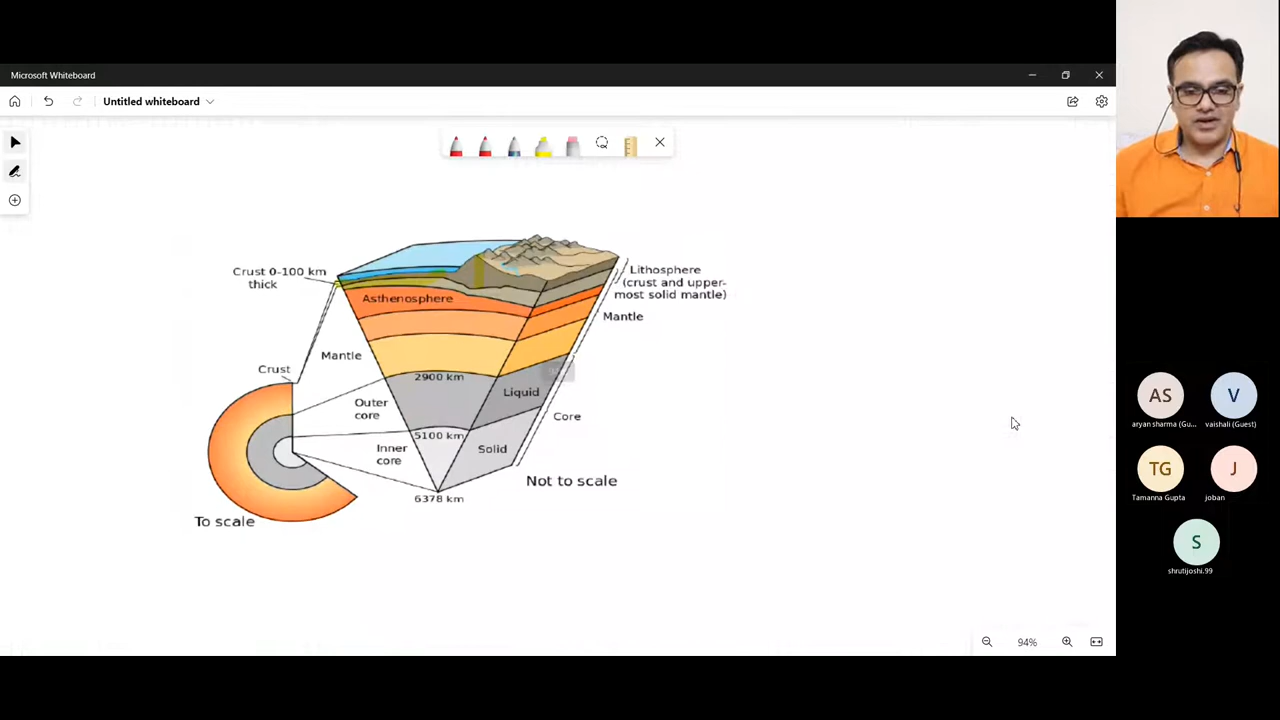 Microsoft Whiteboard
Untitled whiteboard
Crust 0-100 km
thick
Asthenosphere
Lithosphere
(crust and upper-
most solid mantle)
Mantle
Mantle
Crust
2900 km
Liquid
Outer
core
Core
5100 km
Inner
core
Solid
Not to scale
6378 km
To scale
94%
AS
aryan sharma (Gu...
V
vaishali (Guest)
TG
Tamanna Gupta
J
joban
S
shrutijoshi.99